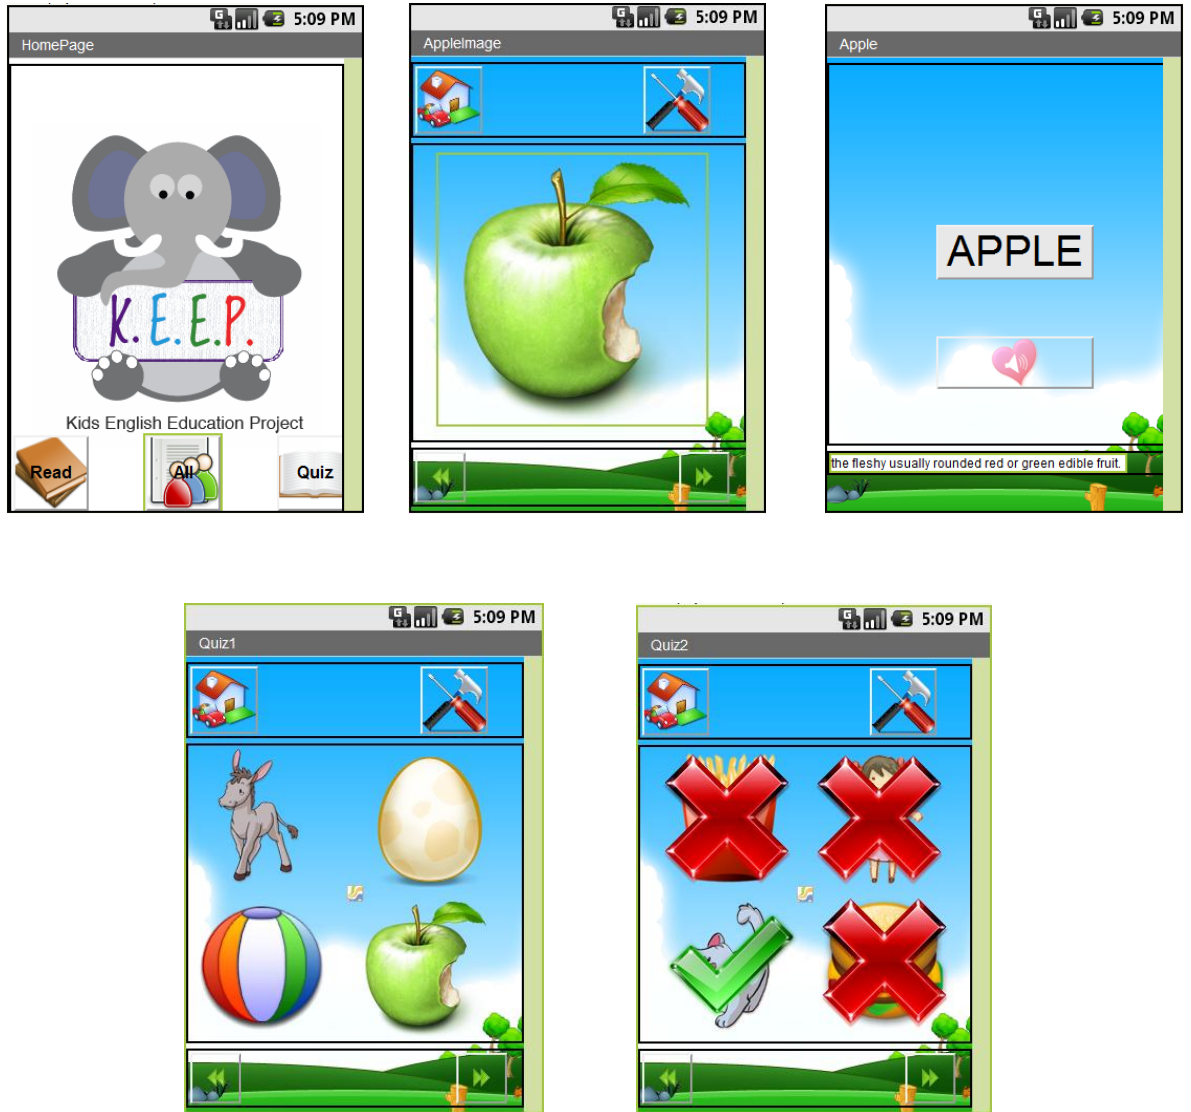 5:09 PM
HomePage
K.E.E.P.
Kids English Education Project
Read
All
Quiz
5:09 PM
AppleImage
5:09 PM
Apple
APPLE
the fleshy usually rounded red or green edible fruit.
5:09 PM
Quiz1
5:09 PM
Quiz2